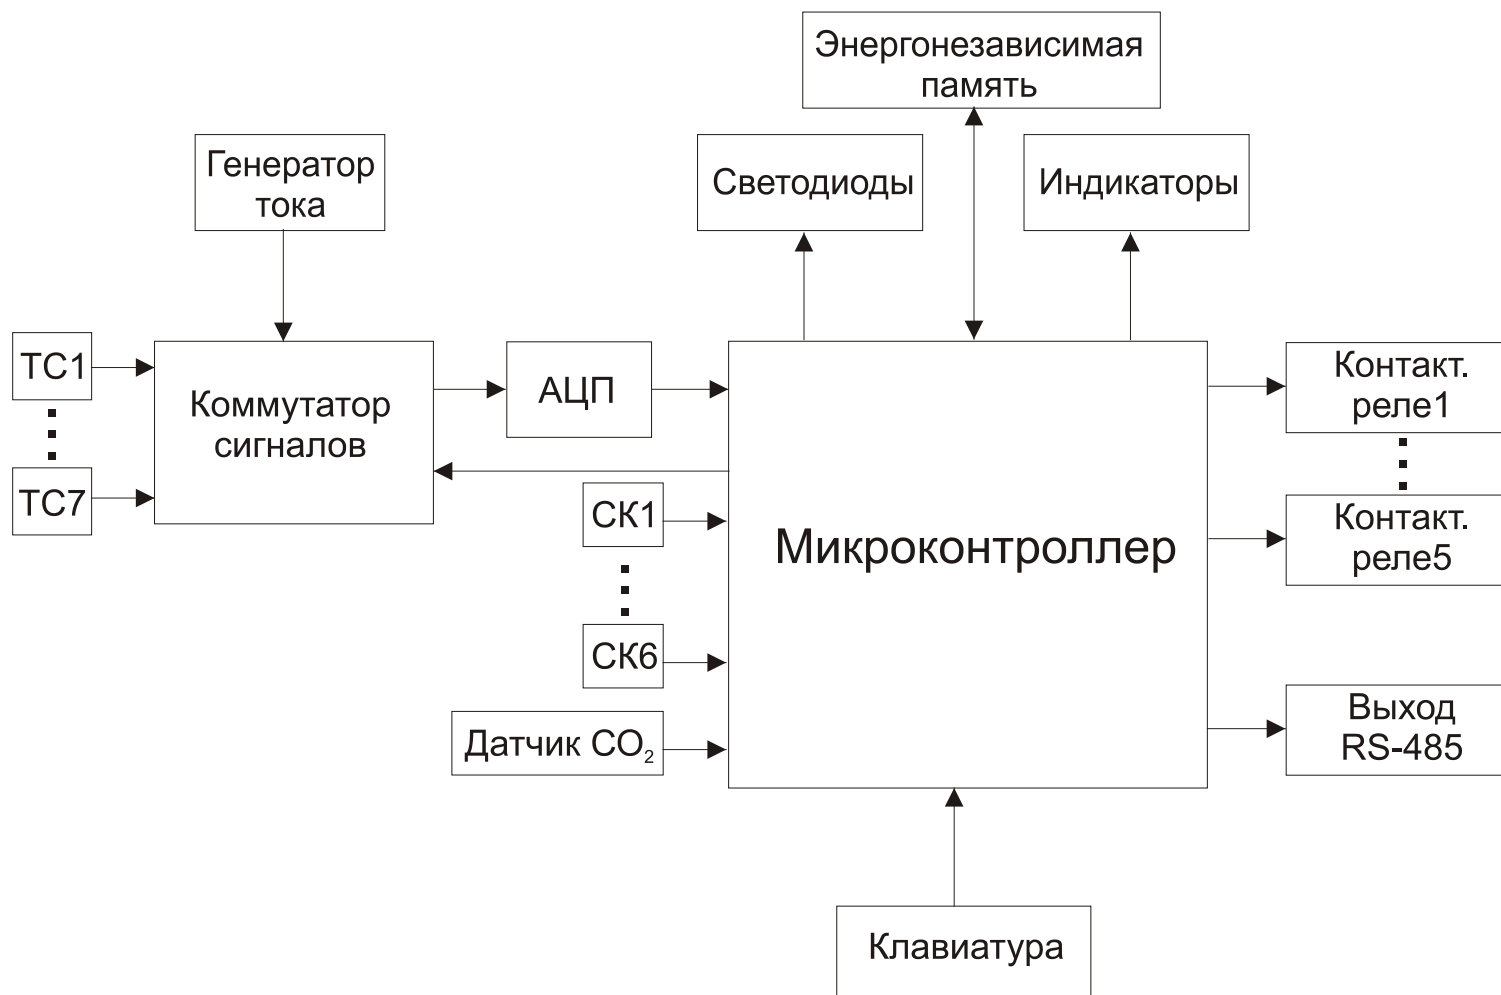 Энергонезависимая
память
Генератор
тока
Светодиоды
Индикаторы
ТС1
Коммутатор
сигналов
АЦП
Контакт.
реле1
ТС7
СК1
Микроконтроллер
Контакт.
реле5
СК6
Датчик СО₂
Выход
RS-485
Клавиатура